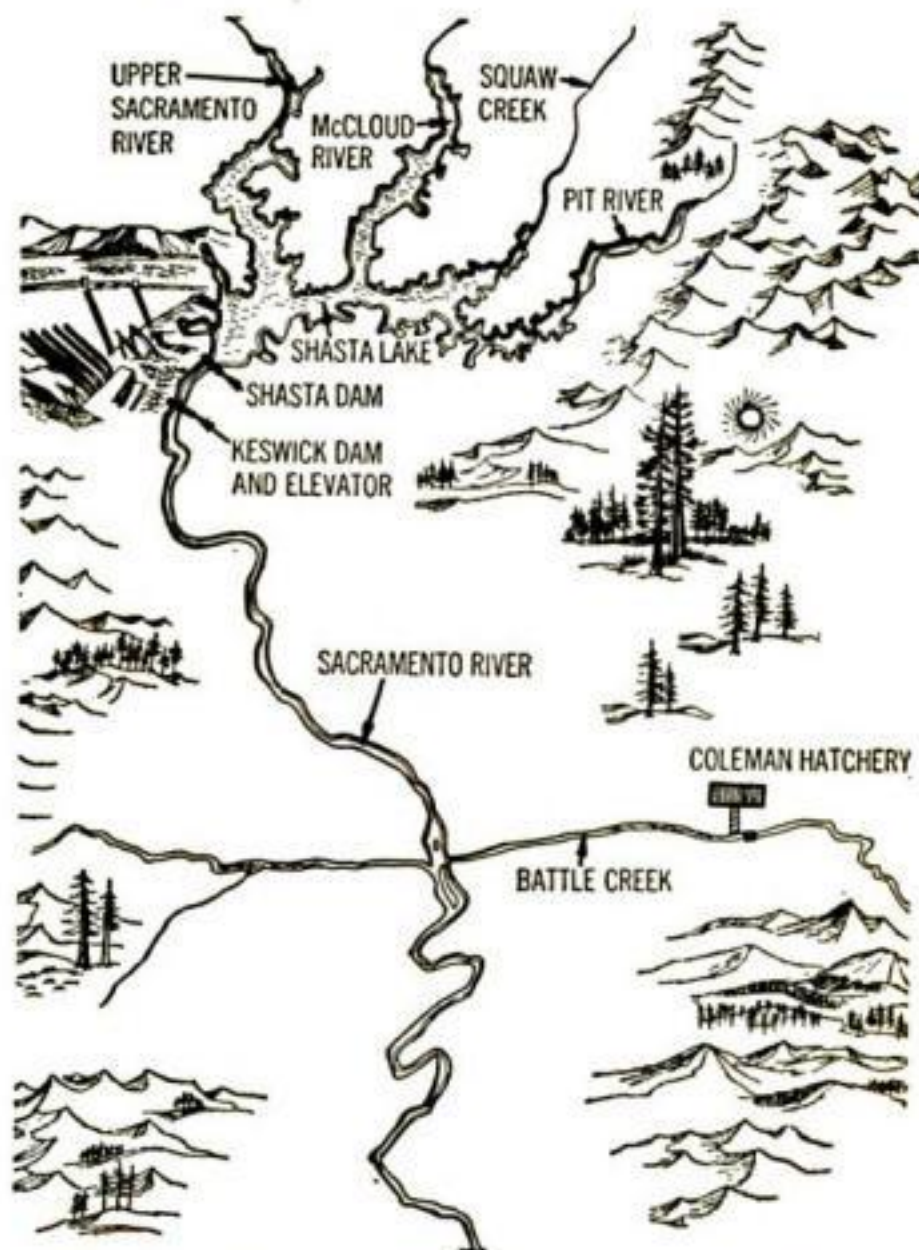 UPPER
SACRAMENTO
RIVER
McCLOUD
RIVER
SQUAW
CREEK
PIT RIVER
SHASTA LAKE
SHASTA DAM
KESWICK DAM
AND ELEVATOR
SACRAMENTO RIVER
COLEMAN HATCHERY
BATTLE CREEK